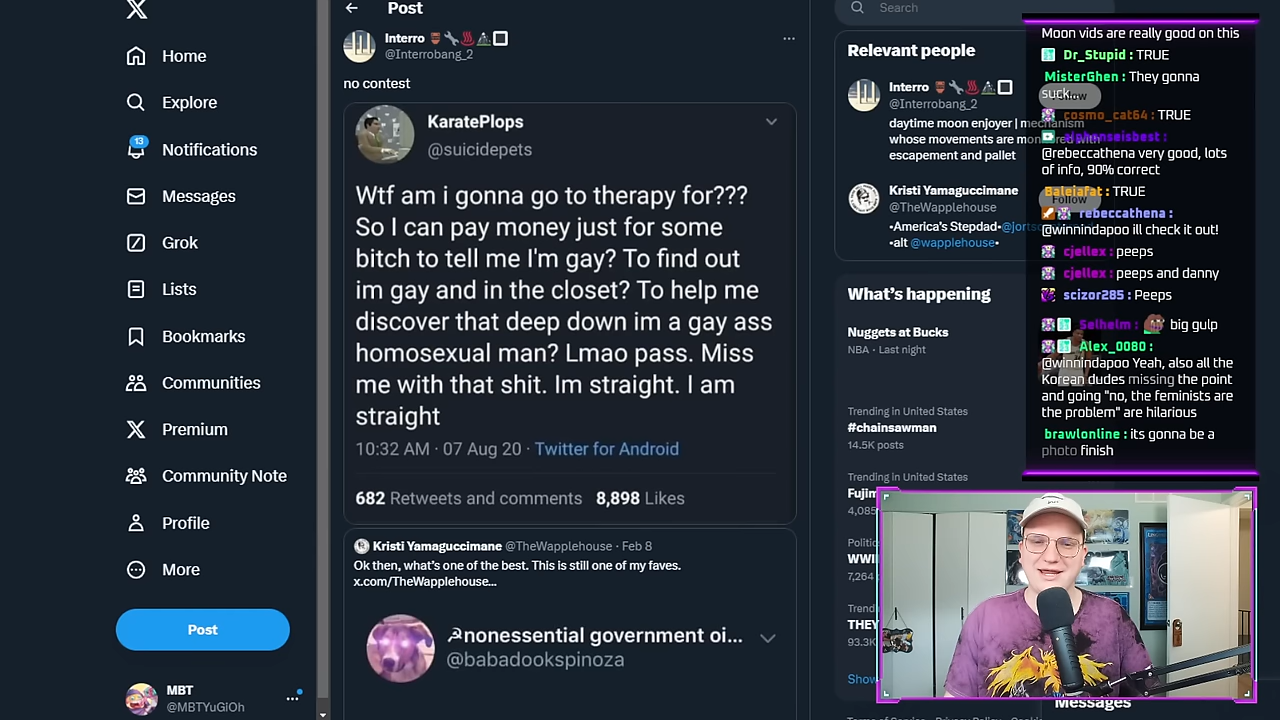 Home
Explore
13
Notifications
Messages
Grok
Lists
Bookmarks
Communities
Premium
Community Note
Profile
More
Post
MBT
@MBTYuGiOh
Post
Interro
@Interrobang_2
no contest
KaratePlops
@suicidepets
Wtf am i gonna go to therapy for???
So I can pay money just for some
bitch to tell me I'm gay? To find out
im gay and in the closet? To help me
discover that deep down im a gay ass
homosexual man? Lmao pass. Miss
me with that shit. Im straight. I am
straight
10:32 AM · 07 Aug 20 · Twitter for Android
682 Retweets and comments 8,898 Likes
Kristi Yamaguccimane @TheWapplehouse · Feb 8
Ok then, what's one of the best. This is still one of my faves.
x.com/TheWapplehouse...
☭nonessential government oi...
@babadookspinoza
Search
Relevant people
Interro
@Interrobang_2
Follow
daytime moon enjoyer | mechanism
whose movements are monitored with
escapement and pallet
Kristi Yamaguccimane
@TheWapplehouse
Follow
•America's Stepdad•@jorts
•alt @wapplehouse•
What's happening
Nuggets at Bucks
NBA · Last night
Trending in United States
#chainsawman
14.5K posts
Trending in United States
Fujim
4,085
Politic
WWII
7,264
Trend
THEY
93.3K
Show
Messages
Moon vids are really good on this
Dr_Stupid : TRUE
MisterGhen : They gonna
suck...
cosmo_cat64 : TRUE
alphonseisbest :
@rebeccathena very good, lots
of info, 90% correct
Baleiafat : TRUE
rebeccathena :
@winnindapoo ill check it out!
cjellex : peeps
cjellex : peeps and danny
scizor285 : Peeps
Selhelm : big gulp
Alex_0080 :
@winnindapoo Yeah, also all the
Korean dudes missing the point
and going "no, the feminists are
the problem" are hilarious
brawlonline : its gonna be a
photo finish